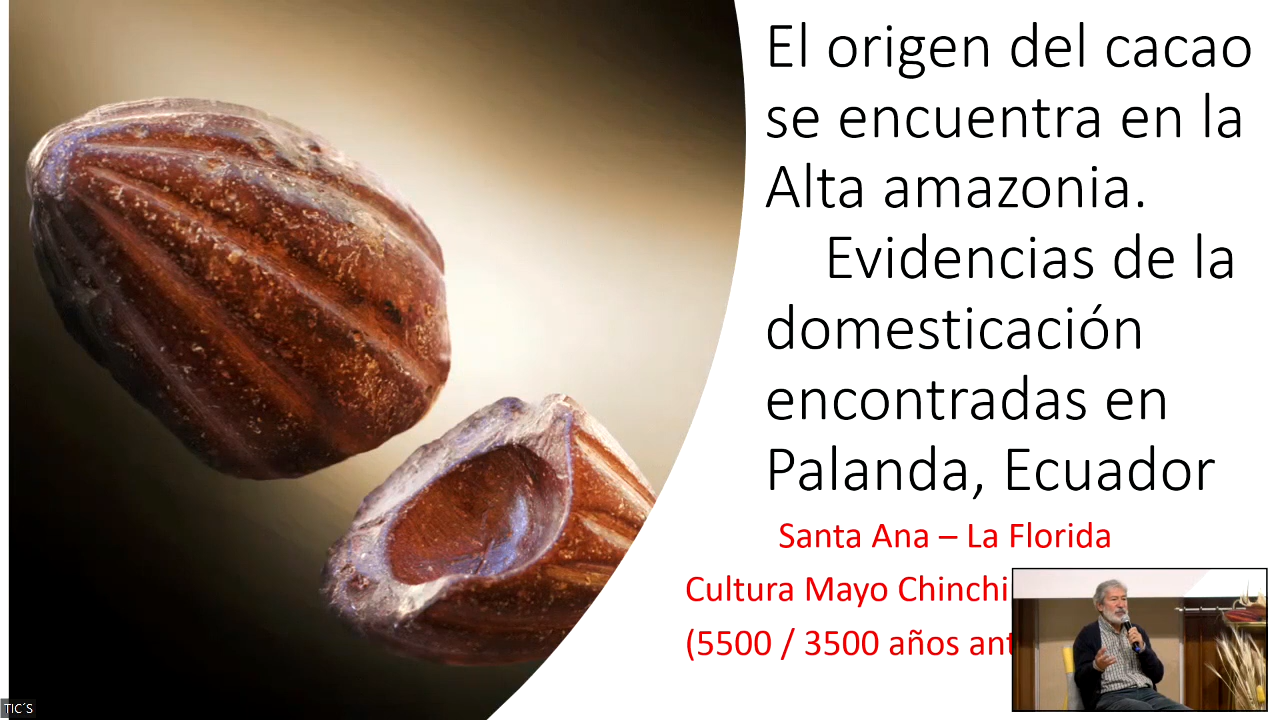 El origen del cacao
se encuentra en la
Alta amazonia.
Evidencias de la
domesticación
encontradas en
Palanda, Ecuador
Santa Ana – La Florida
Cultura Mayo Chinchi
(5500 / 3500 años
TIC´S